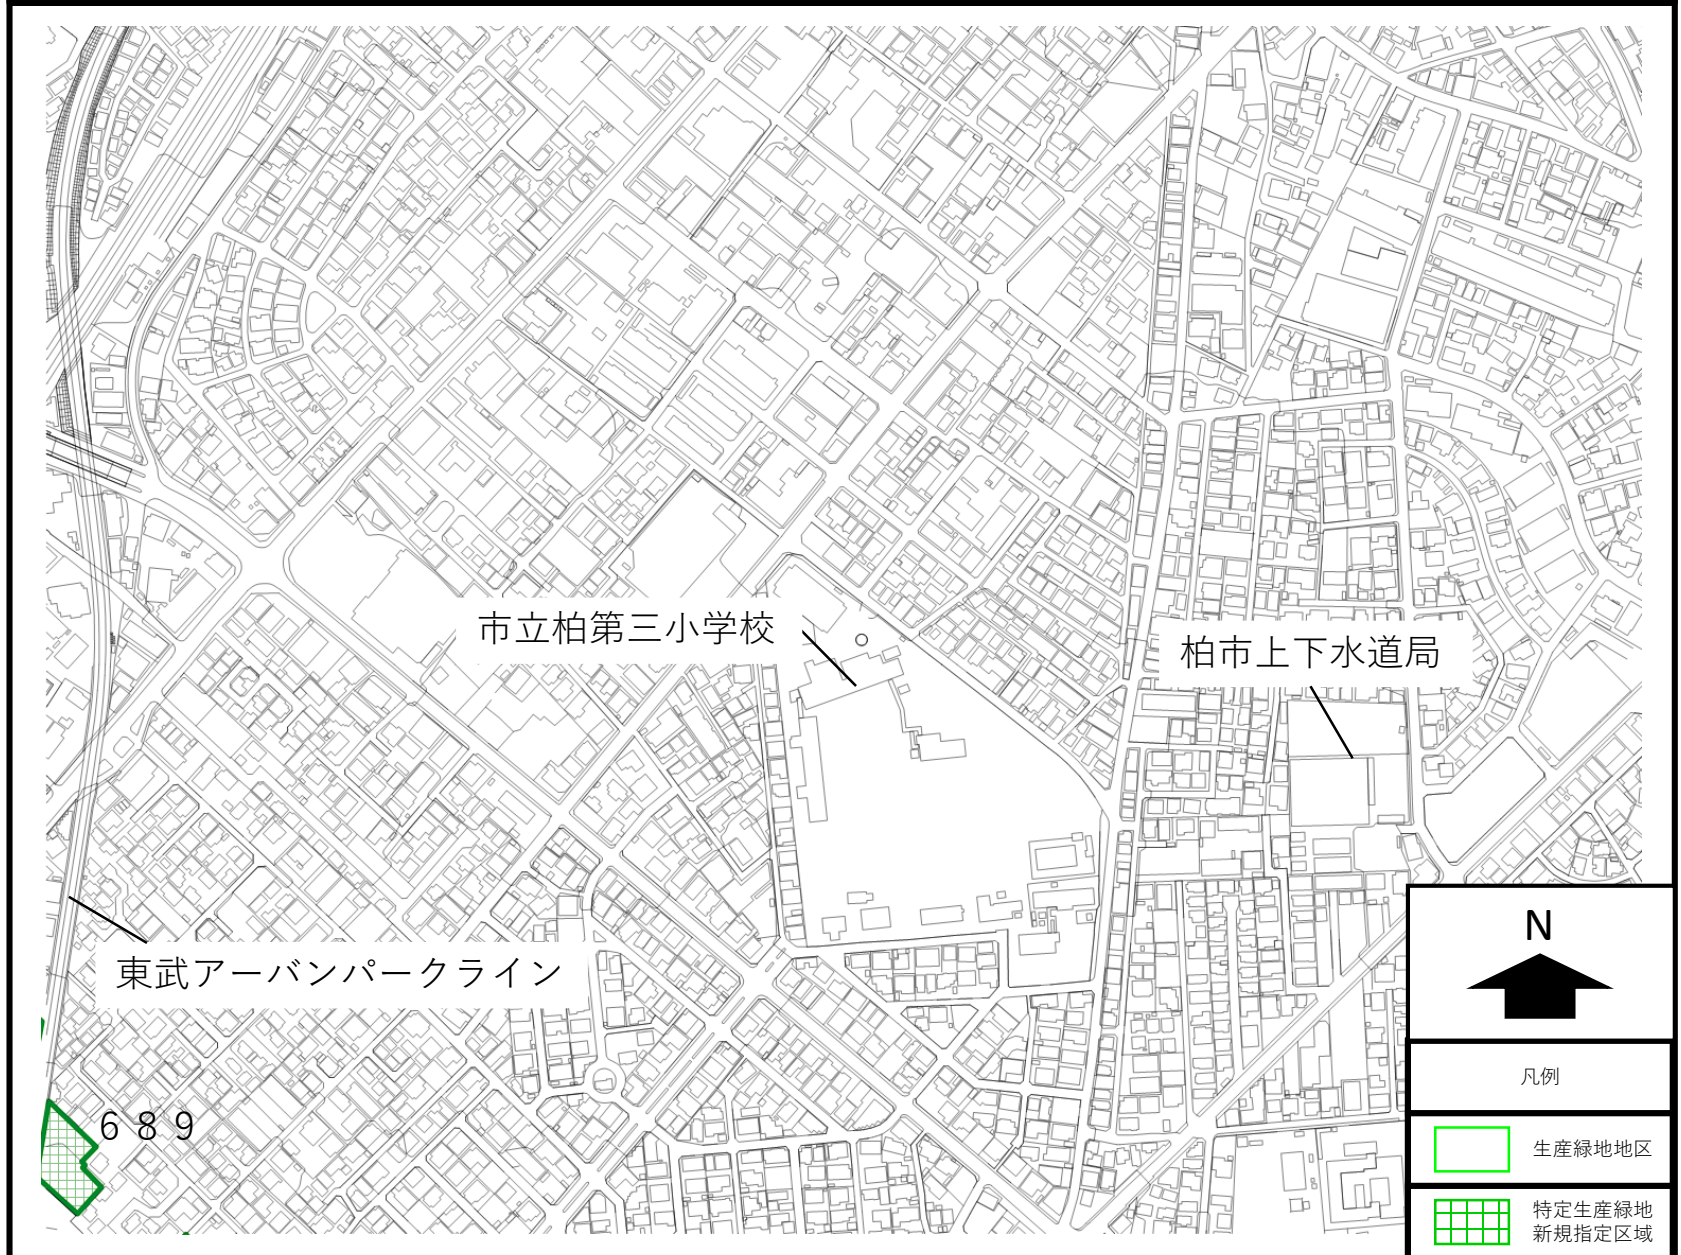 市立柏第三小学校
柏市上下水道局
東武アーバンパークライン
689
N
凡例
生産緑地地区
特定生産緑地
新規指定区域